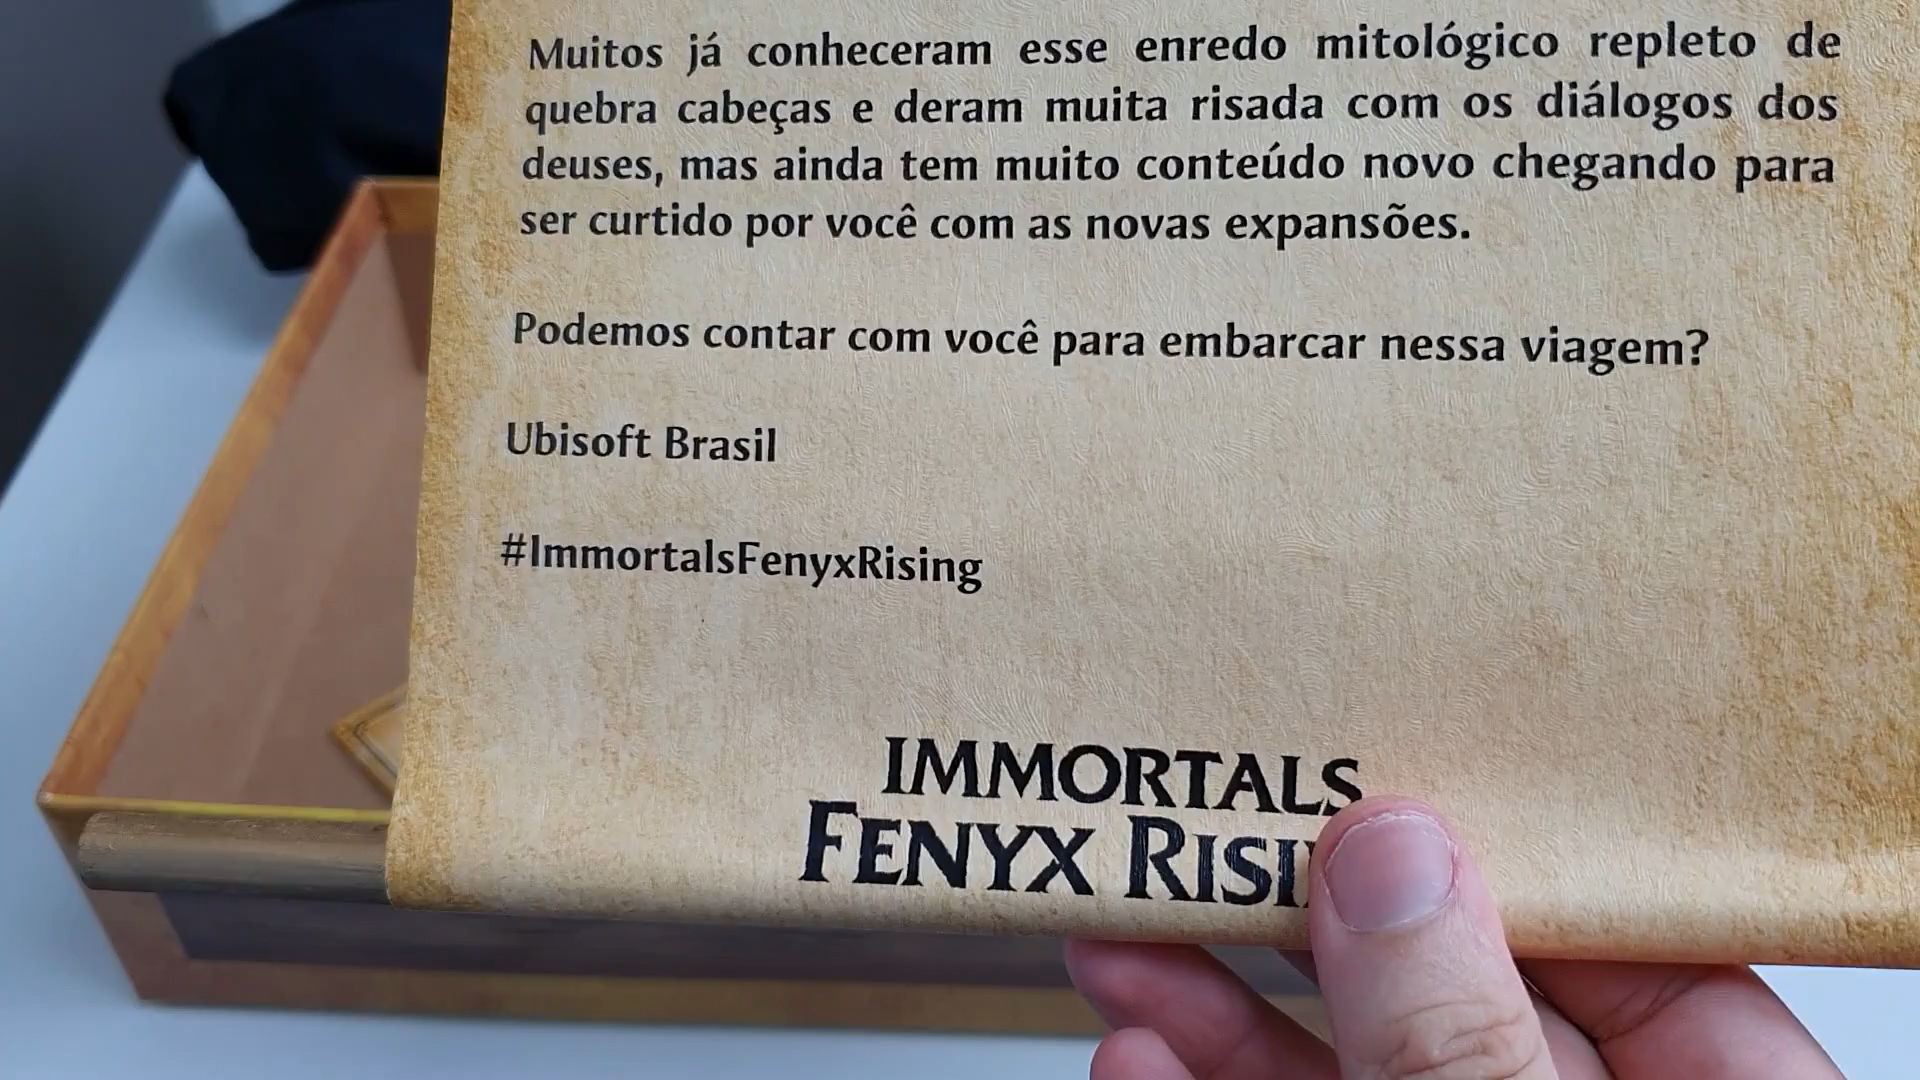 Muitos já conheceram esse enredo mitológico repleto de
quebra cabeças e deram muita risada com os diálogos dos
deuses, mas ainda tem muito conteúdo novo chegando para
ser curtido por você com as novas expansões.
Podemos contar com você para embarcar nessa viagem?
Ubisoft Brasil
#ImmortalsFenyxRising
IMMORTALS
FENYX